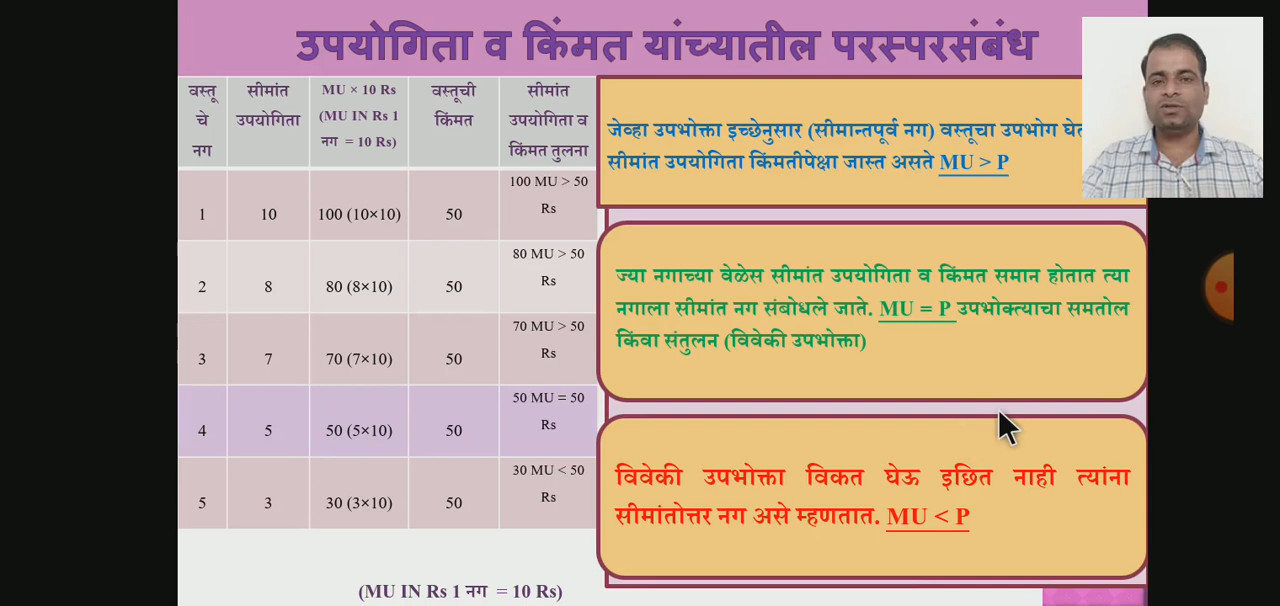 उपयोगिता व किंमत यांच्यातील परस्परसंबंध
वस्तू चे नग | सीमांत उपयोगिता | MU × 10 Rs (MU IN Rs 1 नग = 10 Rs) | वस्तूची किंमत | सीमांत उपयोगिता व किंमत तुलना
1 | 10 | 100 (10×10) | 50 | 100 MU > 50 Rs
2 | 8 | 80 (8×10) | 50 | 80 MU > 50 Rs
3 | 7 | 70 (7×10) | 50 | 70 MU > 50 Rs
4 | 5 | 50 (5×10) | 50 | 50 MU = 50 Rs
5 | 3 | 30 (3×10) | 50 | 30 MU < 50 Rs
(MU IN Rs 1 नग = 10 Rs)
जेव्हा उपभोक्ता इच्छेनुसार (सीमान्तपूर्व नग) वस्तूचा उपभोग
सीमांत उपयोगिता किंमतीपेक्षा जास्त असते MU > P
ज्या नगाच्या वेळेस सीमांत उपयोगिता व किंमत समान होतात त्या
नगाला सीमांत नग संबोधले जाते. MU = P उपभोक्त्याचा समतोल
किंवा संतुलन (विवेकी उपभोक्ता)
विवेकी उपभोक्ता विकत घेऊ इछित नाही त्यांना
सीमांतोत्तर नग असे म्हणतात. MU < P